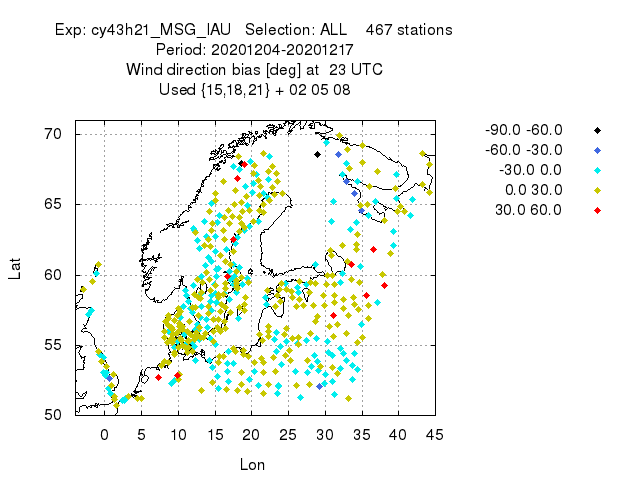 Exp: cy43h21_MSG_IAU   Selection: ALL    467 stations
Period: 20201204-20201217
Wind direction bias [deg] at  23 UTC
Used {15,18,21} + 02 05 08
-90.0 -60.0
-60.0 -30.0
-30.0 0.0
0.0 30.0
30.0 60.0
70
65
60
55
50
Lat
0 5 10 15 20 25 30 35 40 45
Lon